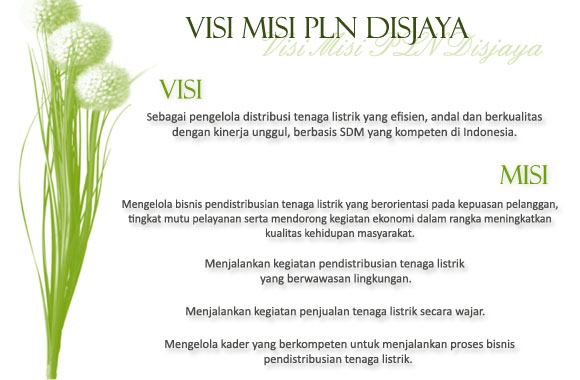 VISI MISI PLN DISJAYA
Visi Misi PLN Disjaya
VISI
Sebagai pengelola distribusi tenaga listrik yang efisien, andal dan berkualitas
dengan kinerja unggul, berbasis SDM yang kompeten di Indonesia.
MISI
Mengelola bisnis pendistribusian tenaga listrik yang berorientasi pada kepuasan pelanggan,
tingkat mutu pelayanan serta mendorong kegiatan ekonomi dalam rangka meningkatkan
kualitas kehidupan masyarakat.
Menjalankan kegiatan pendistribusian tenaga listrik
yang berwawasan lingkungan.
Menjalankan kegiatan penjualan tenaga listrik secara wajar.
Mengelola kader yang berkompeten untuk menjalankan proses bisnis
pendistribusian tenaga listrik.